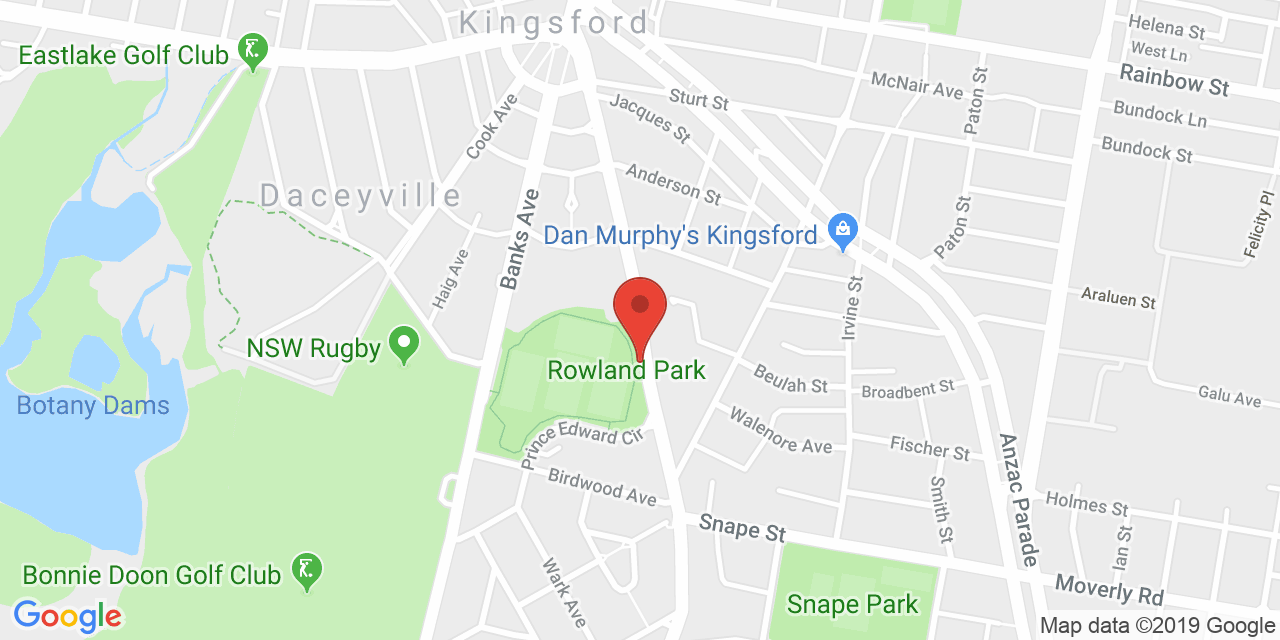 Kingsford
Helena St
West Ln
Eastlake Golf Club
Rainbow St
McNair Ave
Paton St
Sturt St
Jacques St
Bundock Ln
Cook Ave
Bundock St
Anderson St
Daceyville
Banks Ave
Paton St
Felicity Pl
Dan Murphy's Kingsford
Haig Ave
Araluen St
Irvine St
NSW Rugby
Rowland Park
Beulah St
Broadbent St
Galu Ave
Botany Dams
Walenore Ave
Prince Edward Cir
Fischer St
Anzac Parade
Birdwood Ave
Smith St
Holmes St
Snape St
Ian St
Bonnie Doon Golf Club
Wark Ave
Moverly Rd
Snape Park
Google
Map data ©2019 Google